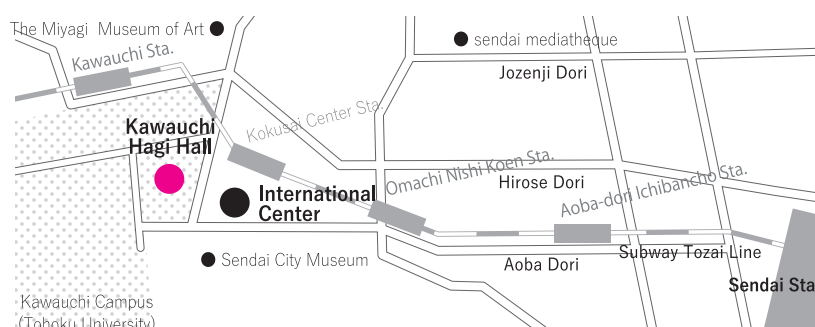 The Miyagi Museum of Art
sendai mediatheque
Kawauchi Sta.
Jozenji Dori
Kokusai Center Sta.
Kawauchi
Hagi Hall
Omachi Nishi Koen Sta.
Hirose Dori
Aoba-dori Ichibancho Sta.
International
Center
Subway Tozai Line
Sendai City Museum
Aoba Dori
Sendai Sta
Kawauchi Campus
(Tohoku University)